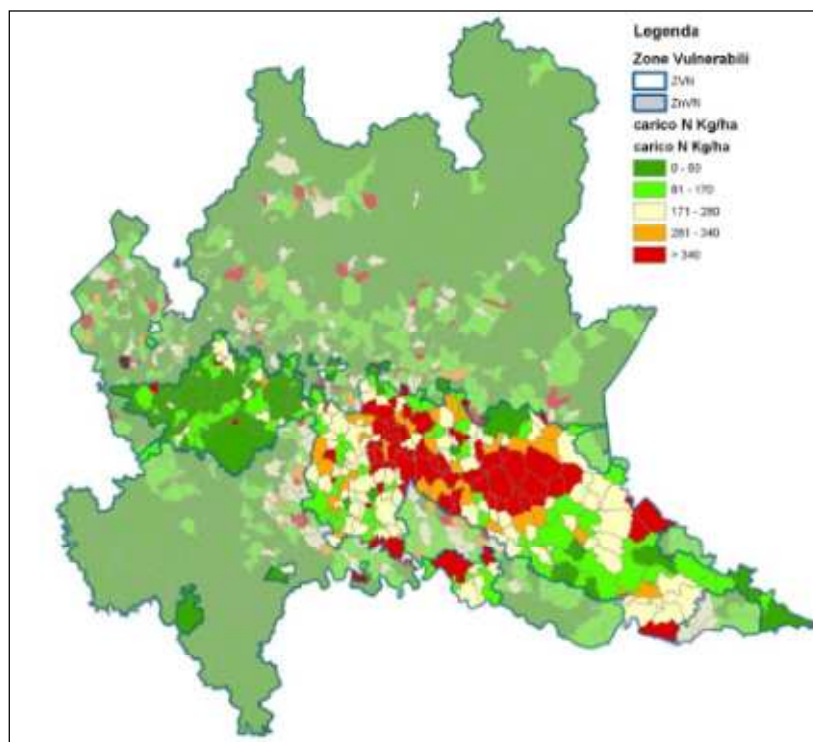 Legenda
Zone Vulnerabili
ZVN
ZnVN
carico N Kg/ha
carico N Kg/ha
0 - 80
81 - 170
171 - 280
281 - 340
> 340